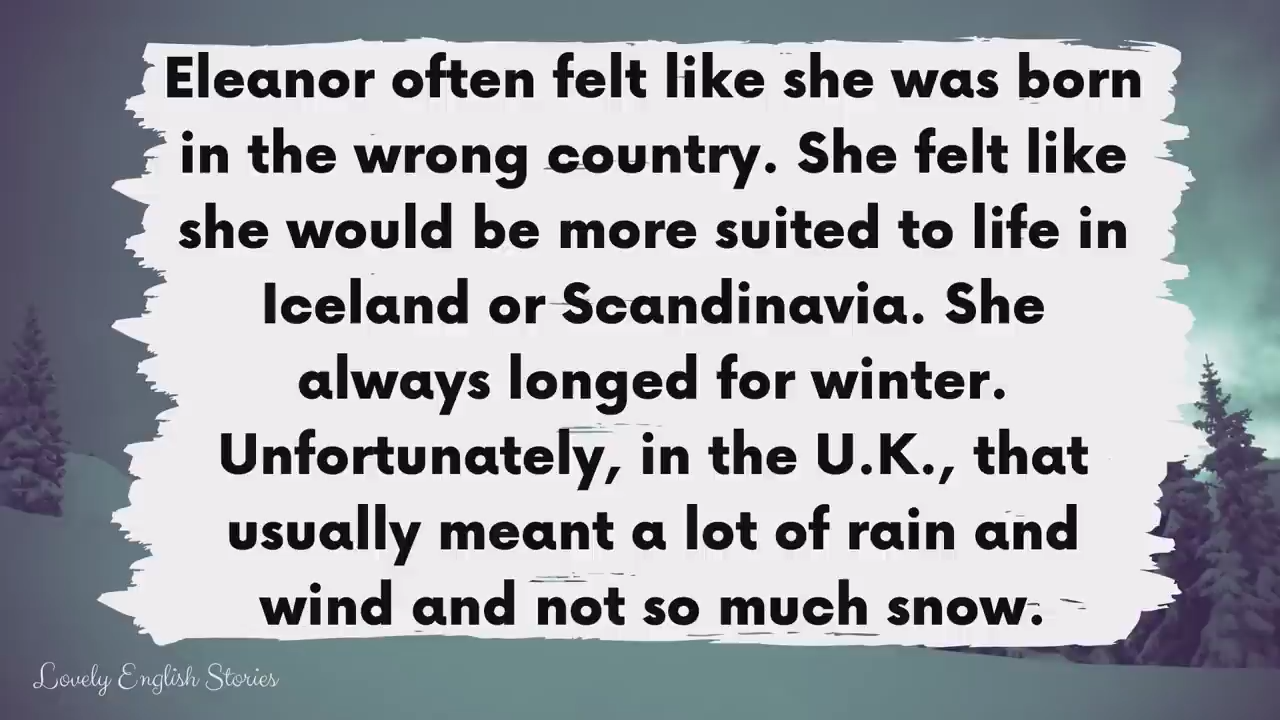 Eleanor often felt like she was born
in the wrong country. She felt like
she would be more suited to life in
Iceland or Scandinavia. She
always longed for winter.
Unfortunately, in the U.K., that
usually meant a lot of rain and
wind and not so much snow.
Lovely English Stories